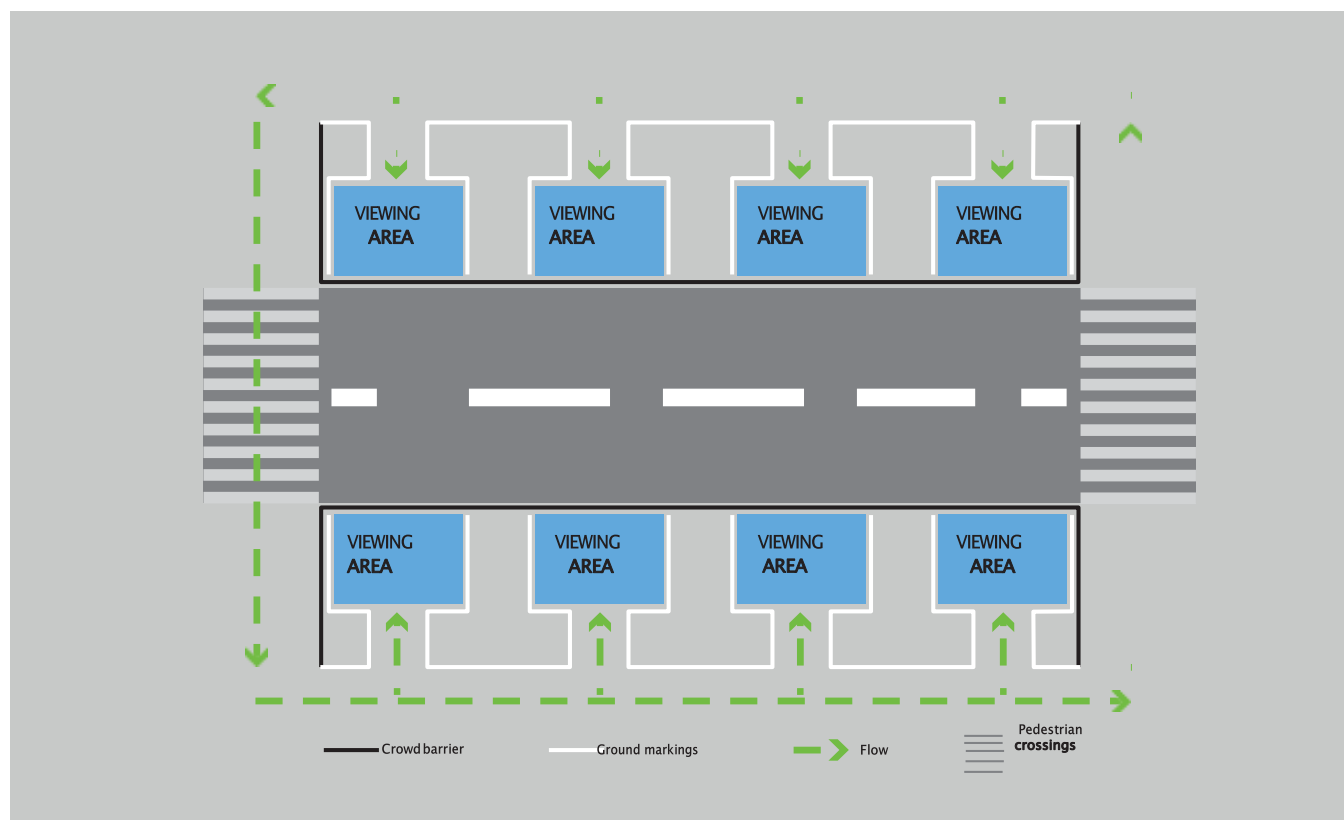 VIEWING VIEWING VIEWING VIEWING
AREA AREA AREA AREA
VIEWING VIEWING VIEWING VIEWING
AREA AREA AREA AREA
Crowd barrier
Ground markings
Flow
Pedestrian
crossings